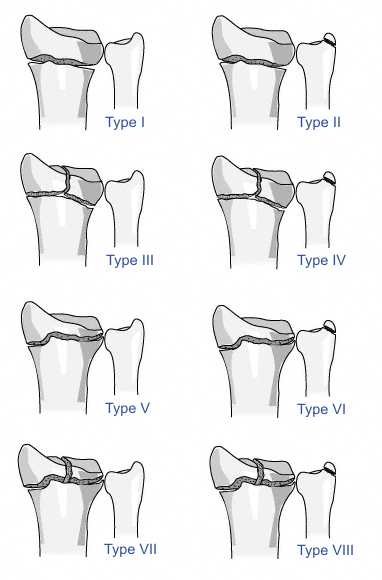 Type I
Type II
Type III
Type IV
Type V
Type VI
Type VII
Type VIII